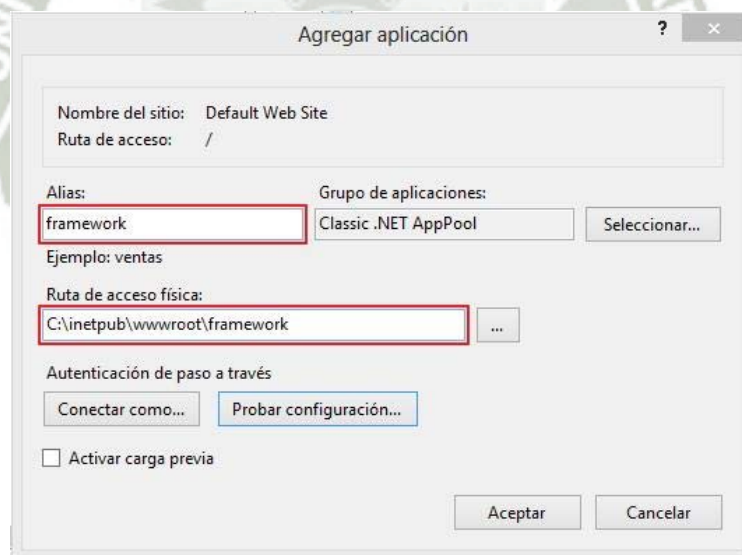 Agregar aplicación
?
Nombre del sitio: Default Web Site
Ruta de acceso: /
Alias: Grupo de aplicaciones:
framework Classic .NET AppPool Seleccionar...
Ejemplo: ventas
Ruta de acceso física:
C:\inetpub\wwwroot\framework ...
Autenticación de paso a través
Conectar como... Probar configuración...
Activar carga previa
Aceptar Cancelar